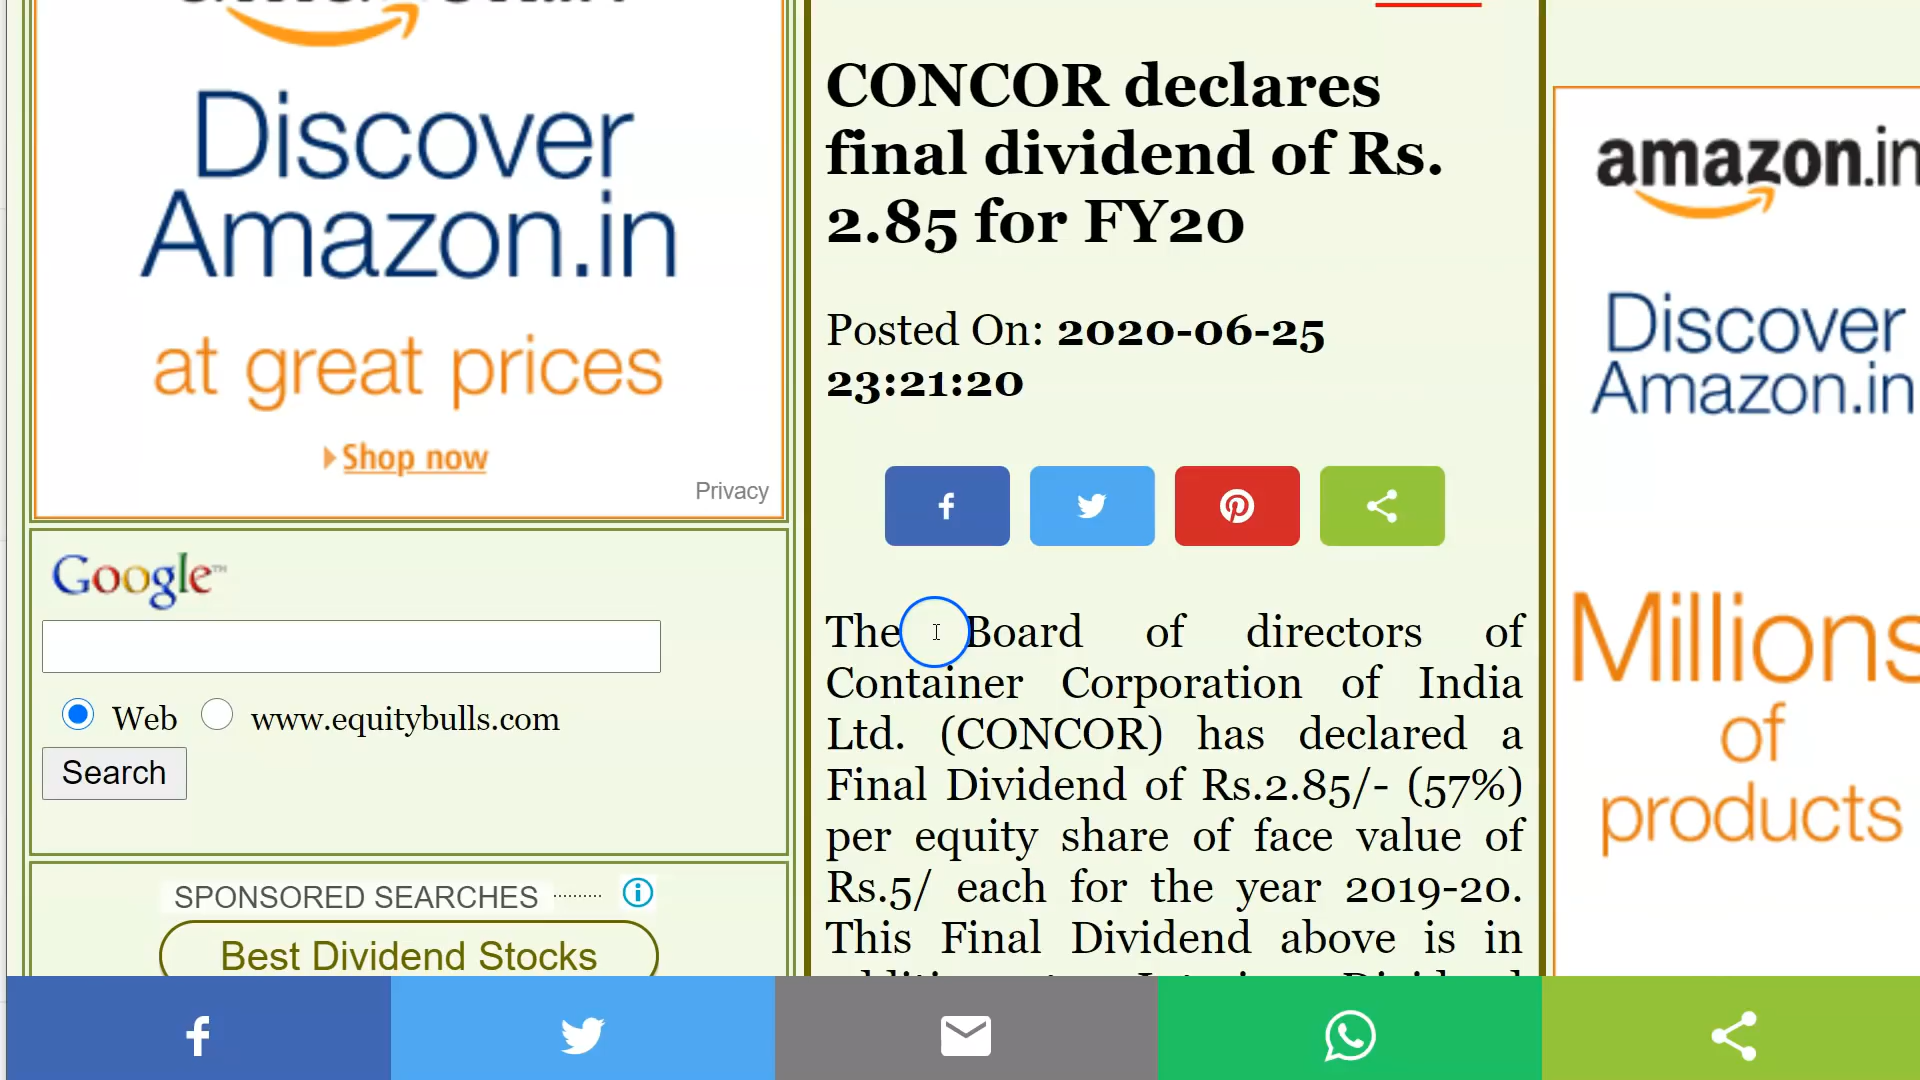 Discover
Amazon.in
at great prices
Shop now
Privacy
Google™
Web www.equitybulls.com
Search
SPONSORED SEARCHES
Best Dividend Stocks
CONCOR declares
final dividend of Rs.
2.85 for FY20
Posted On: 2020-06-25
23:21:20
The Board of directors of
Container Corporation of India
Ltd. (CONCOR) has declared a
Final Dividend of Rs.2.85/- (57%)
per equity share of face value of
Rs.5/ each for the year 2019-20.
This Final Dividend above is in
amazon.in
Discover
Amazon.in
Millions
of
products